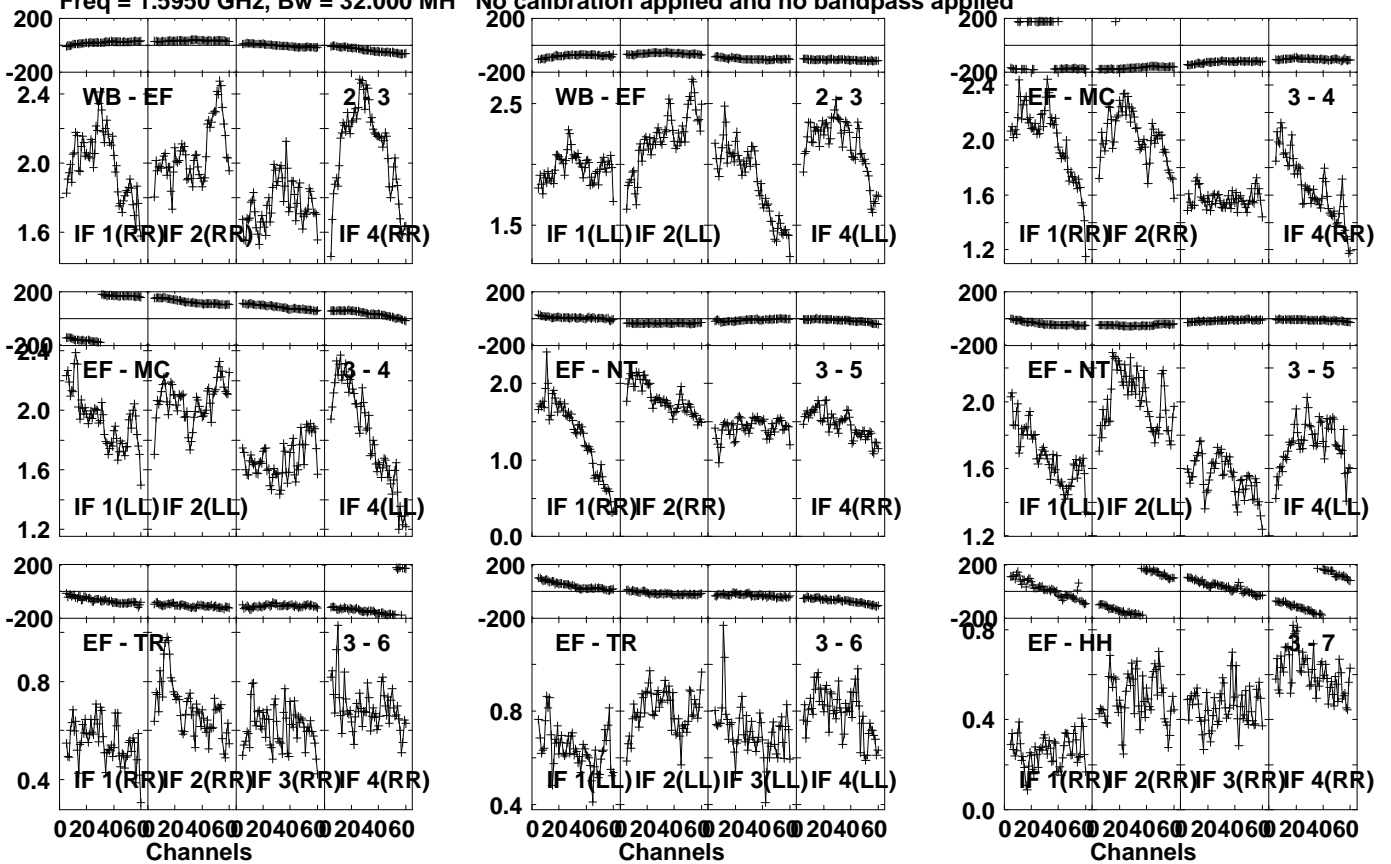 Freq = 1.5950 GHz, Bw = 32.000 MH No calibration applied and no bandpass applied
200 200 200
-200 -200 -200
2.4 WB - EF 2 - 3 2.5 WB - EF 2 - 3 2.4 EF - MC 3 - 4
2.0 2.0
1.6 1.5 1.6
IF 1(RR) IF 2(RR) IF 4(RR) IF 1(LL) IF 2(LL) IF 4(LL) IF 1(RR) IF 2(RR) IF 4(RR)
1.2
200 200 200
-200 -200 -200
2.4 EF - MC 3 - 4 EF - NT 3 - 5 EF - NT 3 - 5
2.0 2.0 2.0
1.6 1.0 1.6
IF 1(LL) IF 2(LL) IF 4(LL) IF 1(RR) IF 2(RR) IF 4(RR) IF 1(LL) IF 2(LL) IF 4(LL)
1.2 0.0 1.2
200 200 200
-200 -200 -200
EF - TR 3 - 6 EF - TR 3 - 6 0.8 EF - HH 3 - 7
0.8 0.8 0.4
0.4 IF 1(RR) IF 2(RR) IF 3(RR) IF 4(RR) IF 1(LL) IF 2(LL) IF 3(LL) IF 4(LL) IF 1(RR) IF 2(RR) IF 3(RR) IF 4(RR)
0.4 0.0
0 20 40 60 0 20 40 60 0 20 40 60 0 20 40 60 0 20 40 60 0 20 40 60 0 20 40 60 0 20 40 60 0 20 40 60 0 20 40 60 0 20 40 60 0 20 40 60
Channels Channels Channels